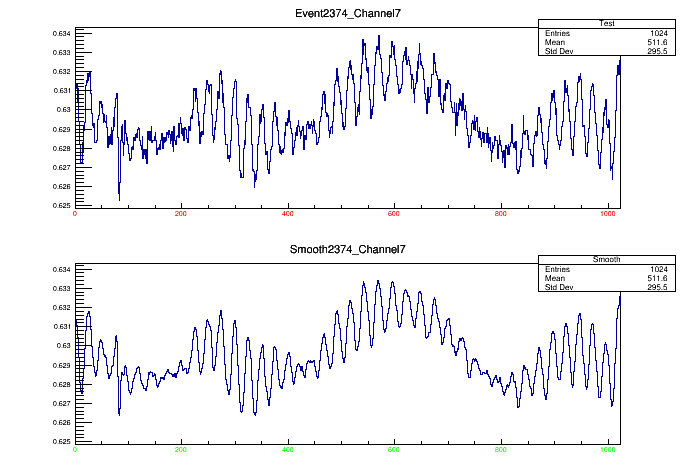 Event2374_Channel7
Test
Entries 1024
Mean 511.6
Std Dev 295.5
0.634
0.633
0.632
0.631
0.63
0.629
0.628
0.627
0.626
0.625
0 200 400 600 800 1000
Smooth2374_Channel7
Smooth
Entries 1024
Mean 511.6
Std Dev 295.5
0.634
0.633
0.632
0.631
0.63
0.629
0.628
0.627
0.626
0.625
0 200 400 600 800 1000